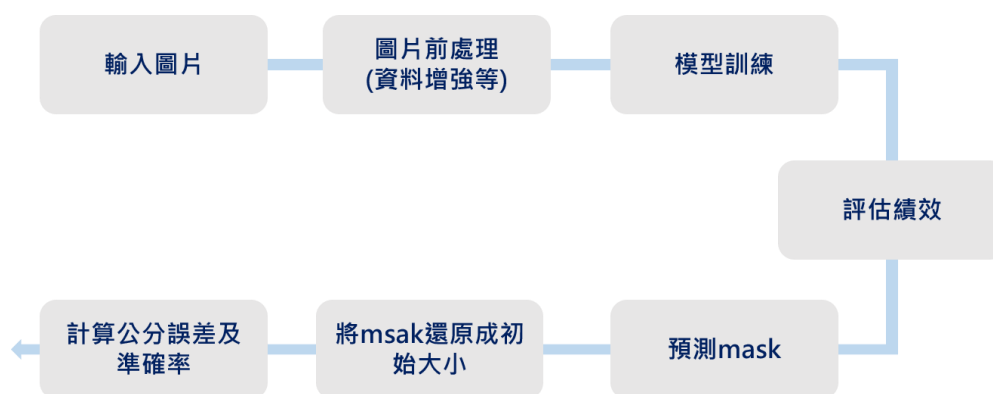 輸入圖片
圖片前處理
(資料增強等)
模型訓練
評估績效
預測mask
將msak還原成初
始大小
計算公分誤差及
準確率